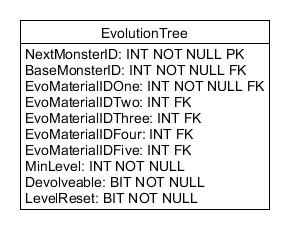 EvolutionTree
NextMonsterID: INT NOT NULL PK
BaseMonsterID: INT NOT NULL FK
EvoMaterialIDOne: INT NOT NULL FK
EvoMaterialIDTwo: INT FK
EvoMaterialIDThree: INT FK
EvoMaterialIDFour: INT FK
EvoMaterialIDFive: INT FK
MinLevel: INT NOT NULL
Devolveable: BIT NOT NULL
LevelReset: BIT NOT NULL